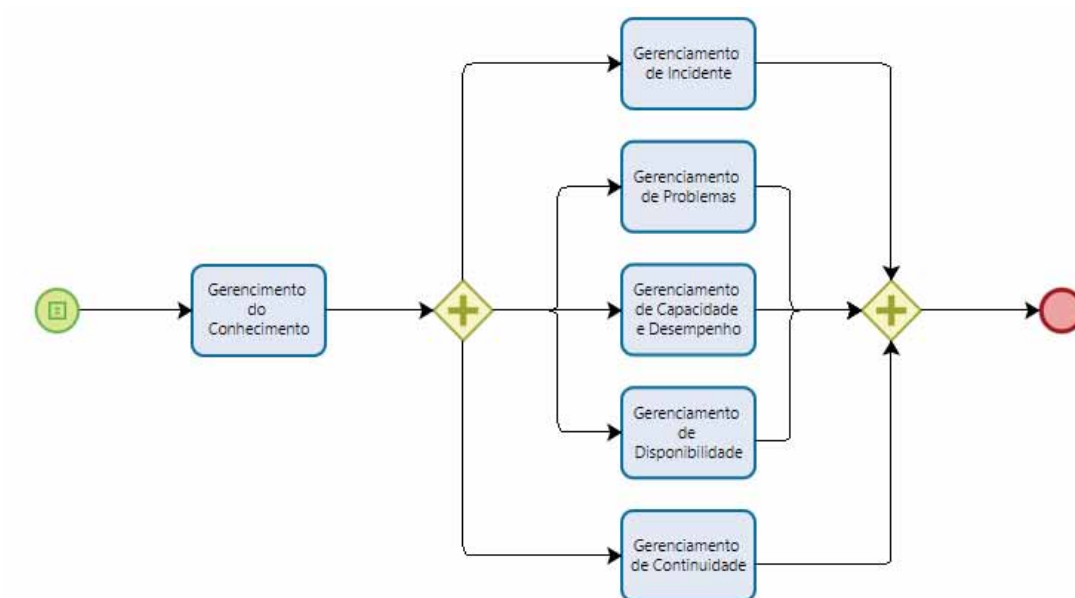 Gerenciamento
de Incidente
Gerenciamento
de Problemas
Gerencimento
do
Conhecimento
Gerenciamento
de Capacidade
e Desempenho
Gerenciamento
de
Disponibilidade
Gerenciamento
de Continuidade